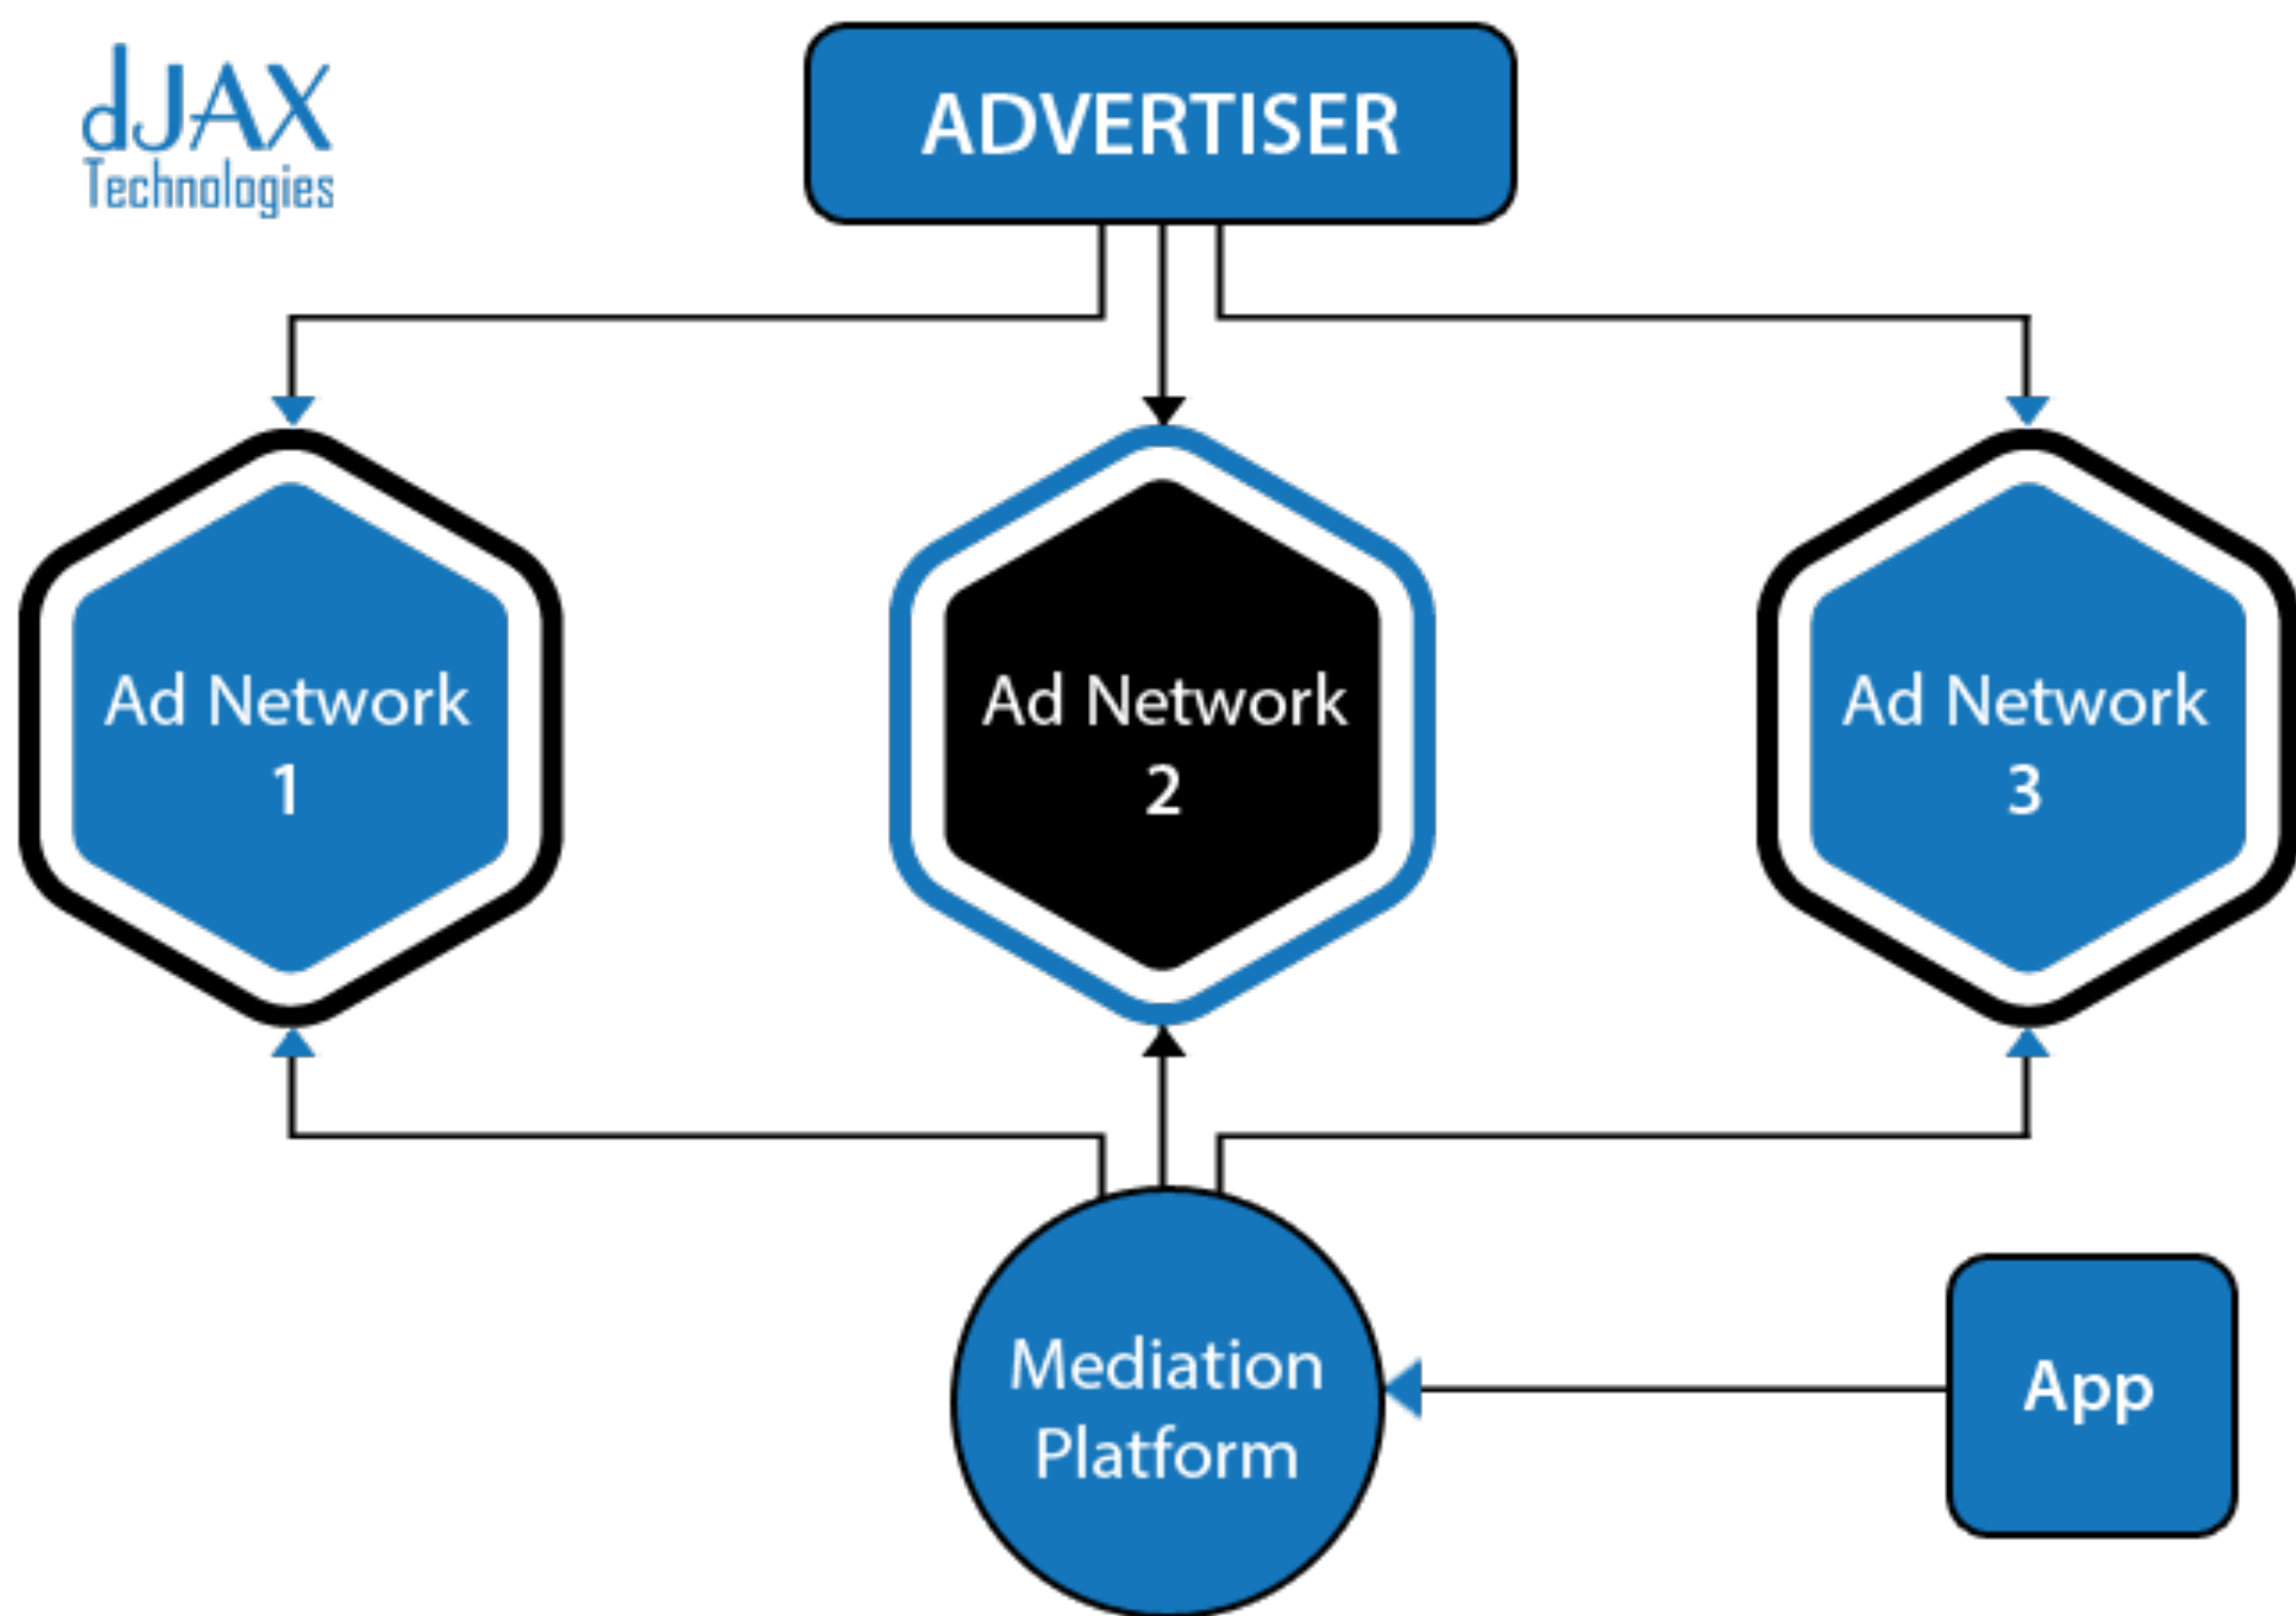 dJAX
Technologies
ADVERTISER
Ad Network
1
Ad Network
2
Ad Network
3
Mediation
Platform
App